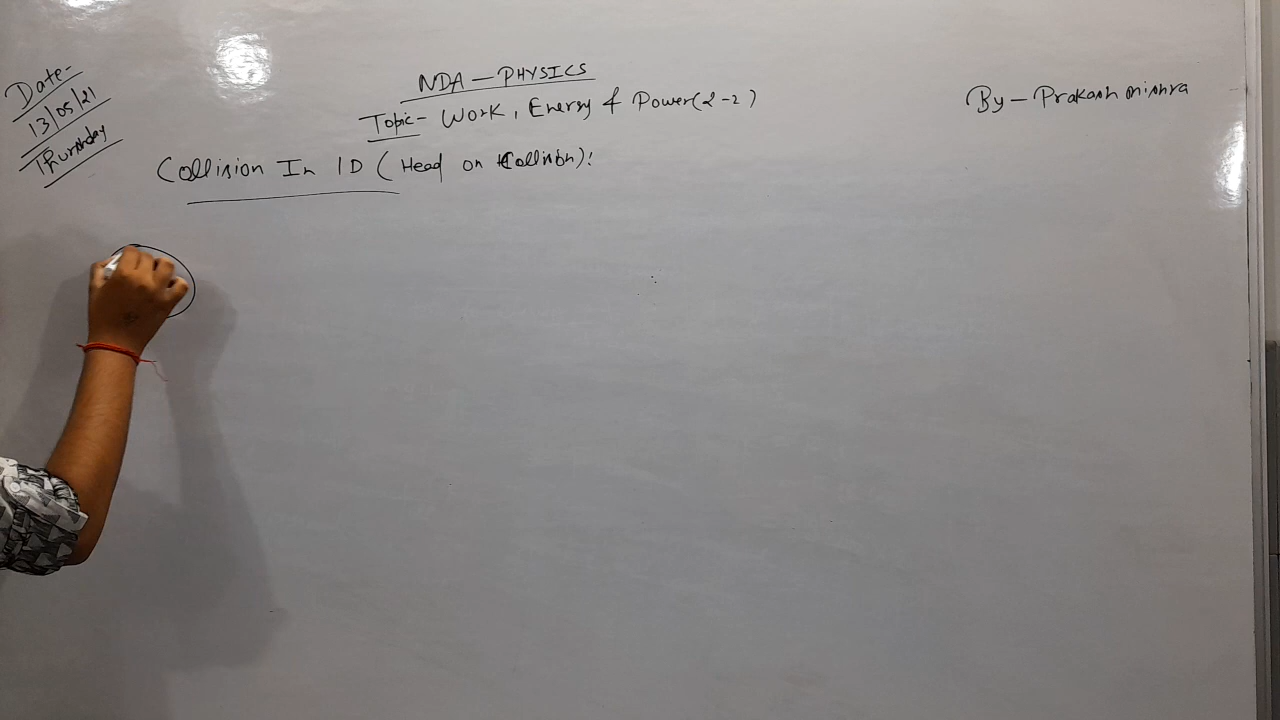 Date-
13/05/21
Thursday
NDA - PHYSICS
Topic - Work, Energy & Power (2-2)
By - Prakash Mishra
Collision In 1D (Head on Collision):